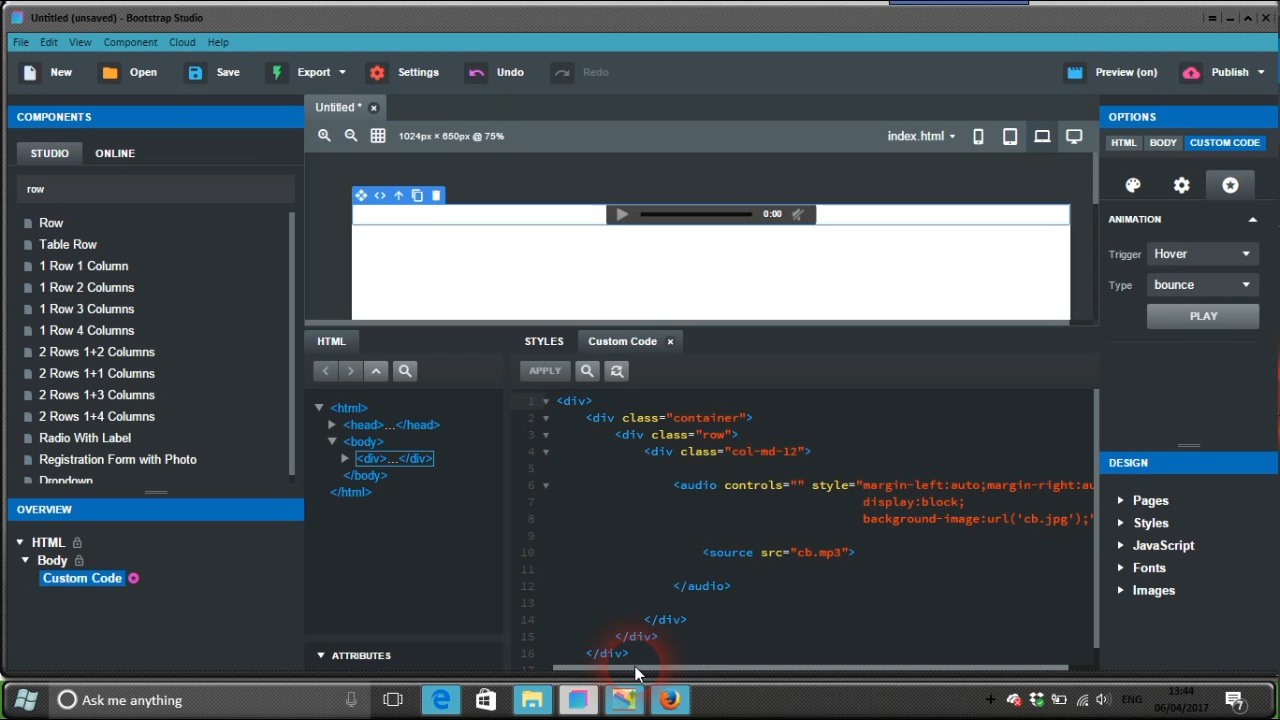 Untitled (unsaved) - Bootstrap Studio
File Edit View Component Cloud Help
New Open Save Export Settings Undo Redo Preview (on) Publish
COMPONENTS
STUDIO ONLINE
row
Row
Table Row
1 Row 1 Column
1 Row 2 Columns
1 Row 3 Columns
1 Row 4 Columns
2 Rows 1+2 Columns
2 Rows 1+1 Columns
2 Rows 1+3 Columns
2 Rows 1+4 Columns
Radio With Label
Registration Form with Photo
Dropdown
OVERVIEW
HTML
Body
Custom Code
Untitled *
1024px × 650px @ 75%
index.html
0:00
HTML
<html>
<head>...</head>
<body>
<div>...</div>
</body>
</html>
ATTRIBUTES
STYLES Custom Code
APPLY
1 <div>
2 <div class="container">
3 <div class="row">
4 <div class="col-md-12">
5
6 <audio controls="" style="margin-left:auto;margin-right:au
7 display:block;
8 background-image:url('cb.jpg');"
9
10 <source src="cb.mp3">
11
12 </audio>
13
14 </div>
15 </div>
16 </div>
17
OPTIONS
HTML BODY CUSTOM CODE
ANIMATION
Trigger Hover
Type bounce
PLAY
DESIGN
Pages
Styles
JavaScript
Fonts
Images
Ask me anything
ENG
13:44
06/04/2017
7